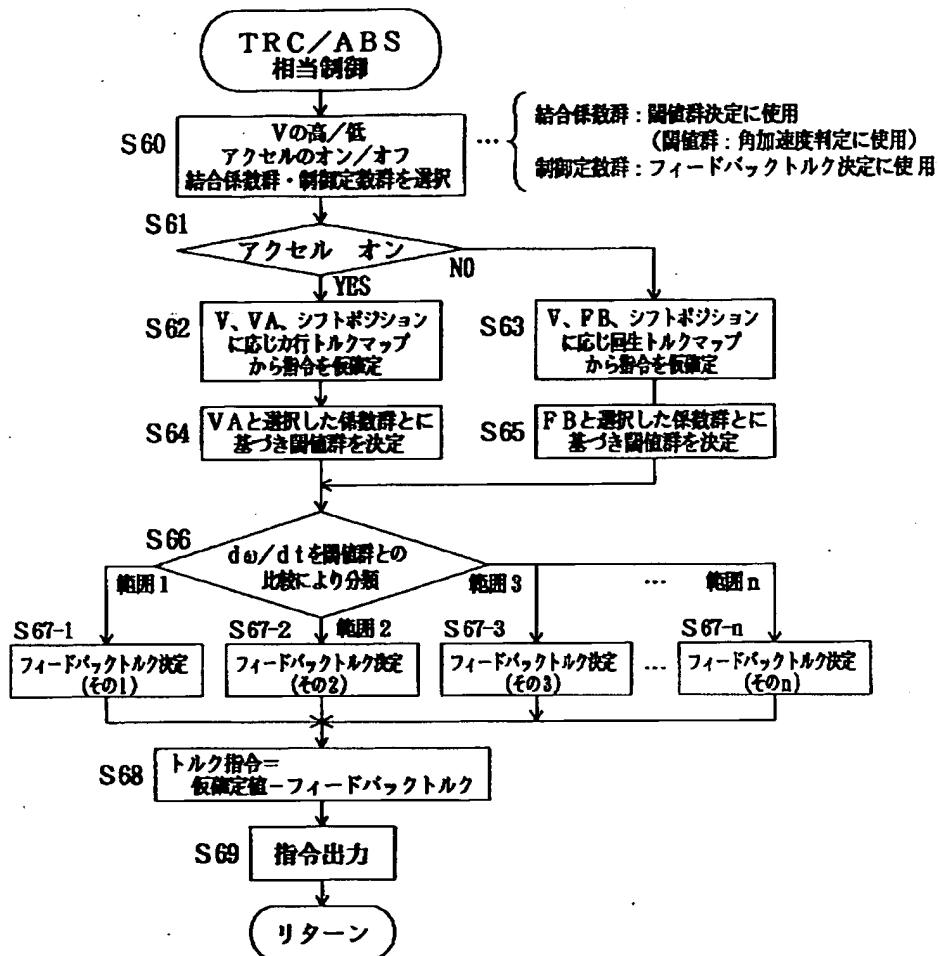 TRC/ABS
相当制御
S60
Vの高/低
アクセルのオン/オフ
結合係数群・制御定数群を選択
…
結合係数群：閾値群決定に使用
(閾値群：角加速度判定に使用)
制御定数群：フィードバックトルク決定に使用
S61
アクセル オン
NO
YES
S62
V、VA、シフトポジション
に応じ力行トルクマップ
から指令を仮確定
S63
V、FB、シフトポジション
に応じ回生トルクマップ
から指令を仮確定
S64
VAと選択した係数群とに
基づき閾値群を決定
S65
FBと選択した係数群とに
基づき閾値群を決定
S66
dω/dtを閾値群との
比較により分類
範囲1
範囲2
範囲3
…
範囲n
S67-1
フィードバックトルク決定
(その1)
S67-2
フィードバックトルク決定
(その2)
S67-3
フィードバックトルク決定
(その3)
…
S67-n
フィードバックトルク決定
(そのn)
S68
トルク指令＝
仮確定値－フィードバックトルク
S69
指令出力
リターン